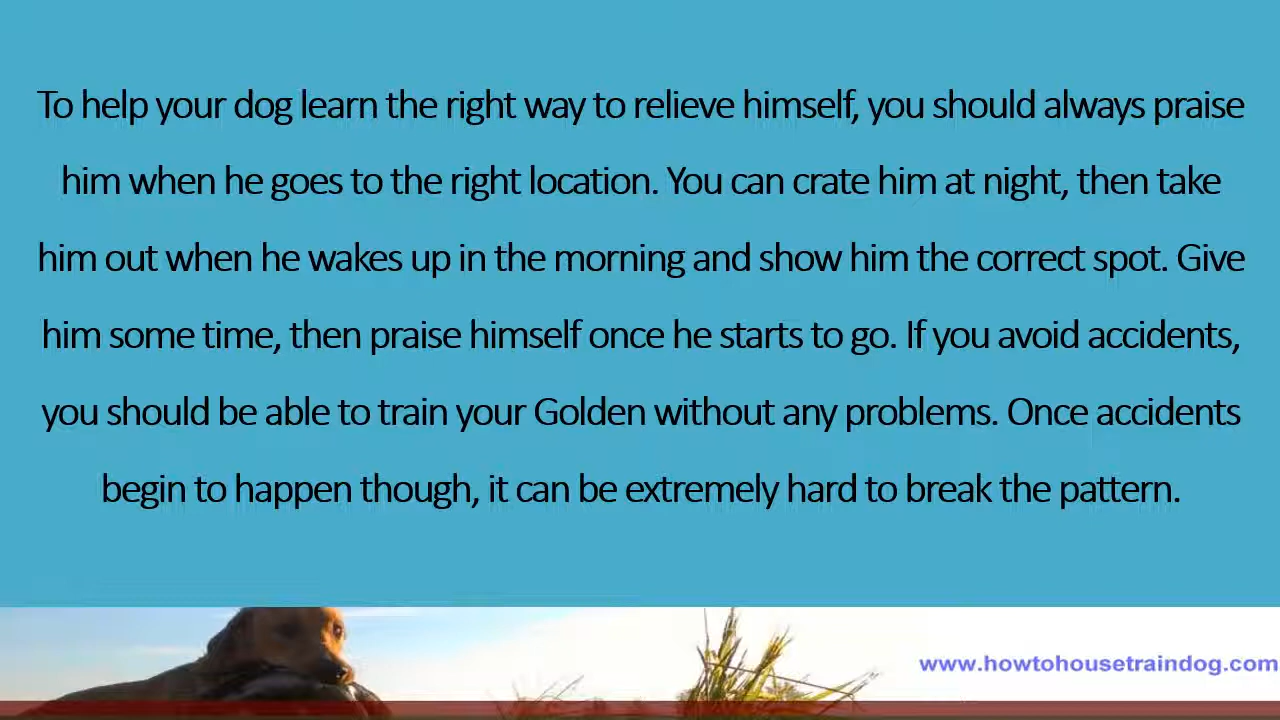 To help your dog learn the right way to relieve himself, you should always praise
him when he goes to the right location. You can crate him at night, then take
him out when he wakes up in the morning and show him the correct spot. Give
him some time, then praise himself once he starts to go. If you avoid accidents,
you should be able to train your Golden without any problems. Once accidents
begin to happen though, it can be extremely hard to break the pattern.
www.howtohousetraindog.com